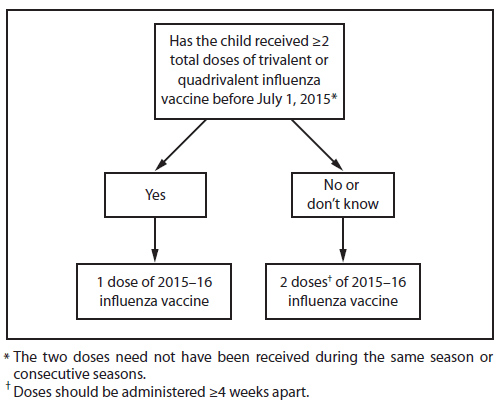 Has the child received ≥2
total doses of trivalent or
quadrivalent influenza
vaccine before July 1, 2015*
Yes
No or
don't know
1 dose of 2015–16
influenza vaccine
2 doses† of 2015–16
influenza vaccine
* The two doses need not have been received during the same season or
consecutive seasons.
† Doses should be administered ≥4 weeks apart.